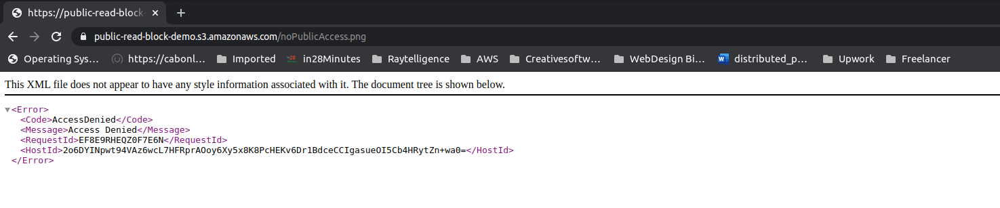 https://public-read-block-
public-read-block-demo.s3.amazonaws.com/noPublicAccess.png
Operating Sys… https://cabonl… Imported in28Minutes Raytelligence AWS Creativesoftw… WebDesign Bi… distributed_p… Upwork Freelancer
This XML file does not appear to have any style information associated with it. The document tree is shown below.
<Error>
<Code>AccessDenied</Code>
<Message>Access Denied</Message>
<RequestId>EF8E9RHEQZ0F7E6N</RequestId>
<HostId>2o6DYINpwt94VAz6wcL7HFRprAOoy6Xy5x8K8PcHEKv6Dr1BdceCCIgasueOI5Cb4HRytZn+wa0=</HostId>
</Error>